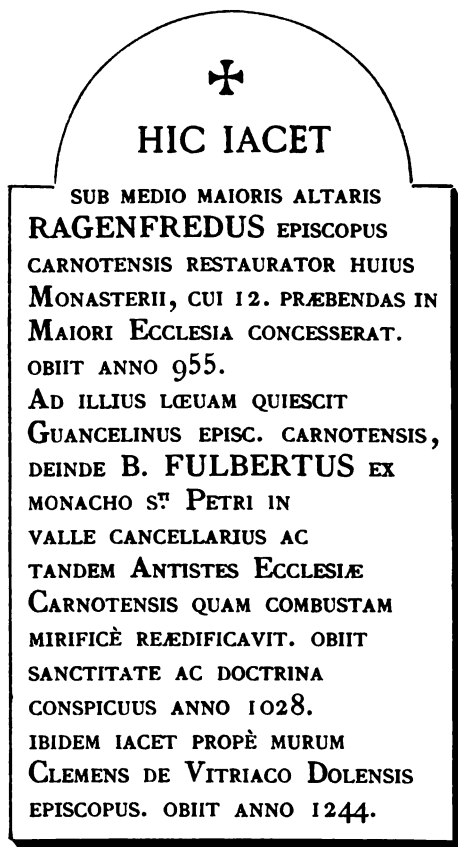 ✠
HIC IACET
SUB MEDIO MAIORIS ALTARIS
RAGENFREDUS EPISCOPUS
CARNOTENSIS RESTAURATOR HUIUS
MONASTERII, CUI 12. PRÆBENDAS IN
MAIORI ECCLESIA CONCESSERAT.
OBIIT ANNO 955.
AD ILLIUS LŒUAM QUIESCIT
GUANCELINUS EPISC. CARNOTENSIS,
DEINDE B. FULBERTUS EX
MONACHO S.TI PETRI IN
VALLE CANCELLARIUS AC
TANDEM ANTISTES ECCLESIÆ
CARNOTENSIS QUAM COMBUSTAM
MIRIFICÈ REÆDIFICAVIT. OBIIT
SANCTITATE AC DOCTRINA
CONSPICUUS ANNO 1028.
IBIDEM IACET PROPÈ MURUM
CLEMENS DE VITRIACO DOLENSIS
EPISCOPUS. OBIIT ANNO 1244.